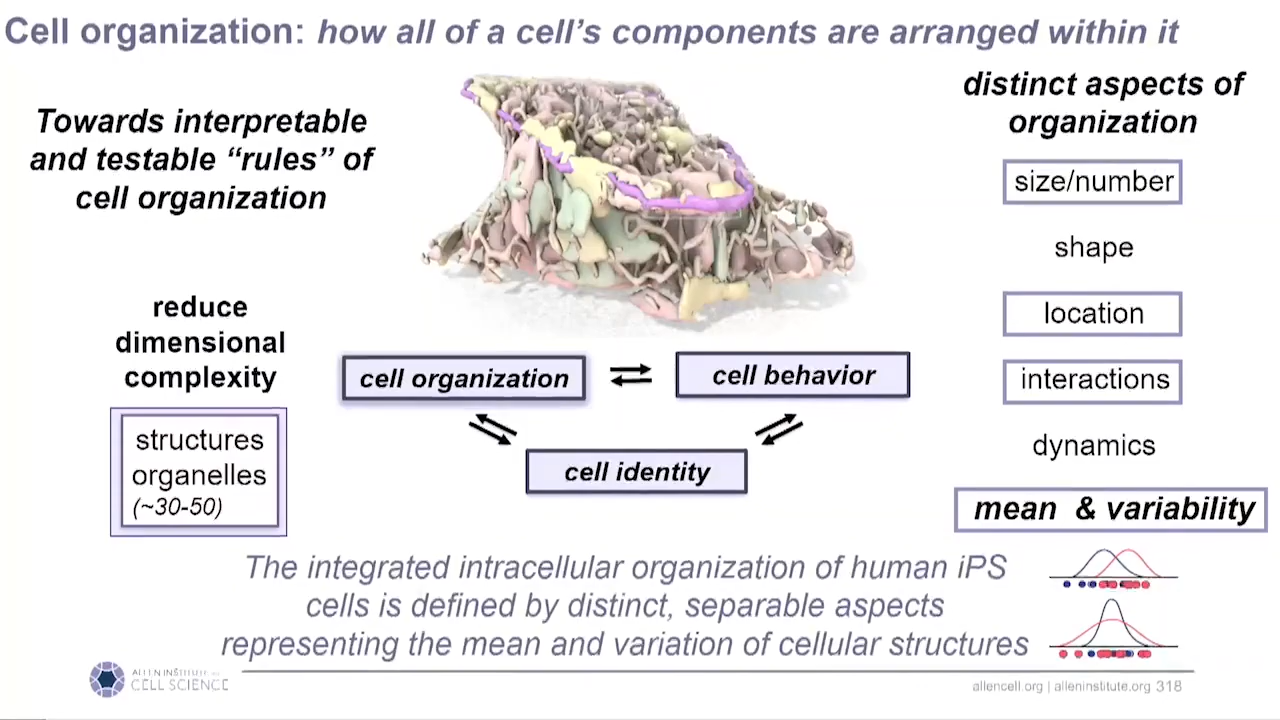 Cell organization: how all of a cell's components are arranged within it
Towards interpretable
and testable “rules” of
cell organization
reduce
dimensional
complexity
structures
organelles
(~30-50)
cell organization
cell behavior
cell identity
distinct aspects of
organization
size/number
shape
location
interactions
dynamics
mean & variability
The integrated intracellular organization of human iPS
cells is defined by distinct, separable aspects
representing the mean and variation of cellular structures
ALLEN INSTITUTE for
CELL SCIENCE
allencell.org | alleninstitute.org 318